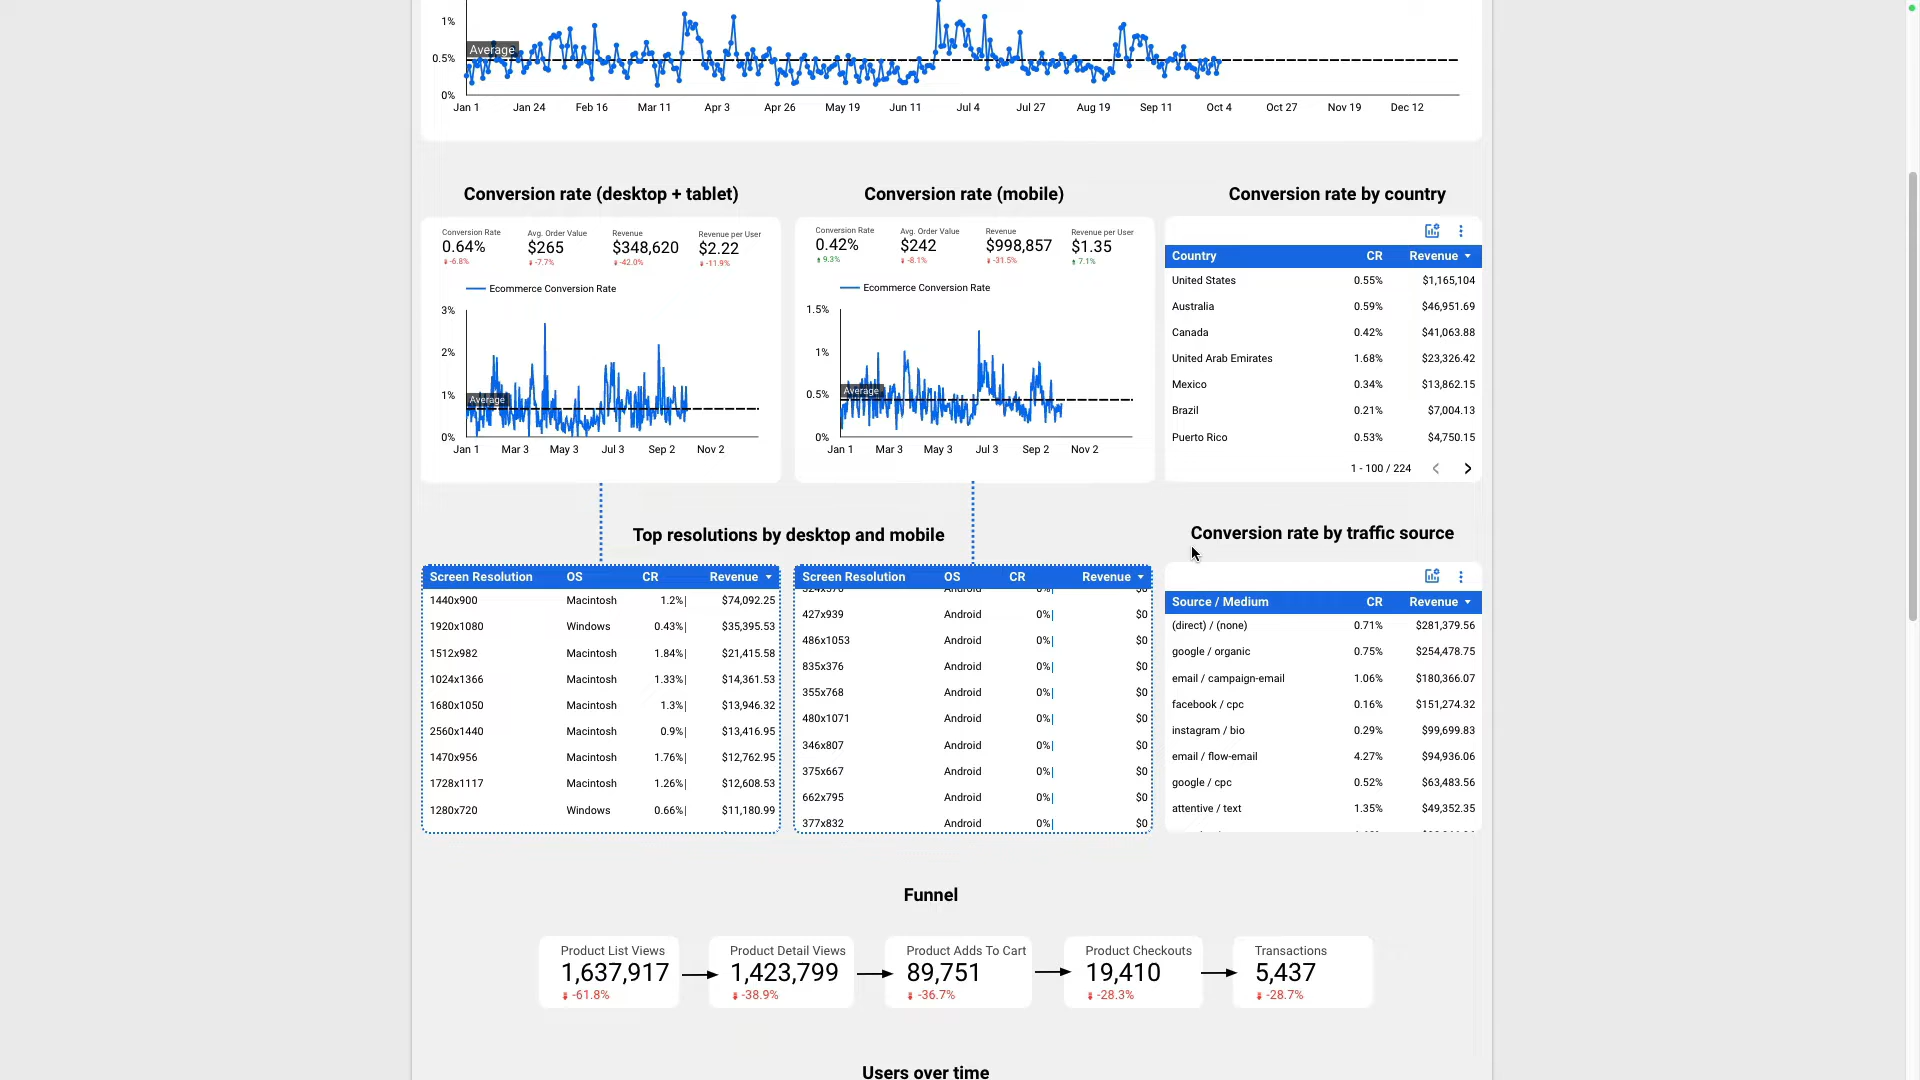 1%
Average
0.5%
0%
Jan 1 Jan 24 Feb 16 Mar 11 Apr 3 Apr 26 May 19 Jun 11 Jul 4 Jul 27 Aug 19 Sep 11 Oct 4 Oct 27 Nov 19 Dec 12
Conversion rate (desktop + tablet)
Conversion Rate Avg. Order Value Revenue Revenue per User
0.64% $265 $348,620 $2.22
-6.8% -7.7% -42.0% -11.9%
Ecommerce Conversion Rate
3%
2%
1%
Average
0%
Jan 1 Mar 3 May 3 Jul 3 Sep 2 Nov 2
Conversion rate (mobile)
Conversion Rate Avg. Order Value Revenue Revenue per User
0.42% $242 $998,857 $1.35
9.3% -8.1% -31.5% 7.1%
Ecommerce Conversion Rate
1.5%
1%
Average
0.5%
0%
Jan 1 Mar 3 May 3 Jul 3 Sep 2 Nov 2
Conversion rate by country
Country CR Revenue
United States 0.55% $1,165,104
Australia 0.59% $46,951.69
Canada 0.42% $41,063.88
United Arab Emirates 1.68% $23,326.42
Mexico 0.34% $13,862.15
Brazil 0.21% $7,004.13
Puerto Rico 0.53% $4,750.15
1 - 100 / 224
Top resolutions by desktop and mobile
Screen Resolution OS CR Revenue
1440x900 Macintosh 1.2% $74,092.25
1920x1080 Windows 0.43% $35,395.53
1512x982 Macintosh 1.84% $21,415.58
1024x1366 Macintosh 1.33% $14,361.53
1680x1050 Macintosh 1.3% $13,946.32
2560x1440 Macintosh 0.9% $13,416.95
1470x956 Macintosh 1.76% $12,762.95
1728x1117 Macintosh 1.26% $12,608.53
1280x720 Windows 0.66% $11,180.99
Screen Resolution OS CR Revenue
Android 0% $0
427x939 Android 0% $0
486x1053 Android 0% $0
835x376 Android 0% $0
355x768 Android 0% $0
480x1071 Android 0% $0
346x807 Android 0% $0
375x667 Android 0% $0
662x795 Android 0% $0
377x832 Android 0% $0
Conversion rate by traffic source
Source / Medium CR Revenue
(direct) / (none) 0.71% $281,379.56
google / organic 0.75% $254,478.75
email / campaign-email 1.06% $180,366.07
facebook / cpc 0.16% $151,274.32
instagram / bio 0.29% $99,699.83
email / flow-email 4.27% $94,936.06
google / cpc 0.52% $63,483.56
attentive / text 1.35% $49,352.35
Funnel
Product List Views
1,637,917
-61.8%
Product Detail Views
1,423,799
-38.9%
Product Adds To Cart
89,751
-36.7%
Product Checkouts
19,410
-28.3%
Transactions
5,437
-28.7%
Users over time